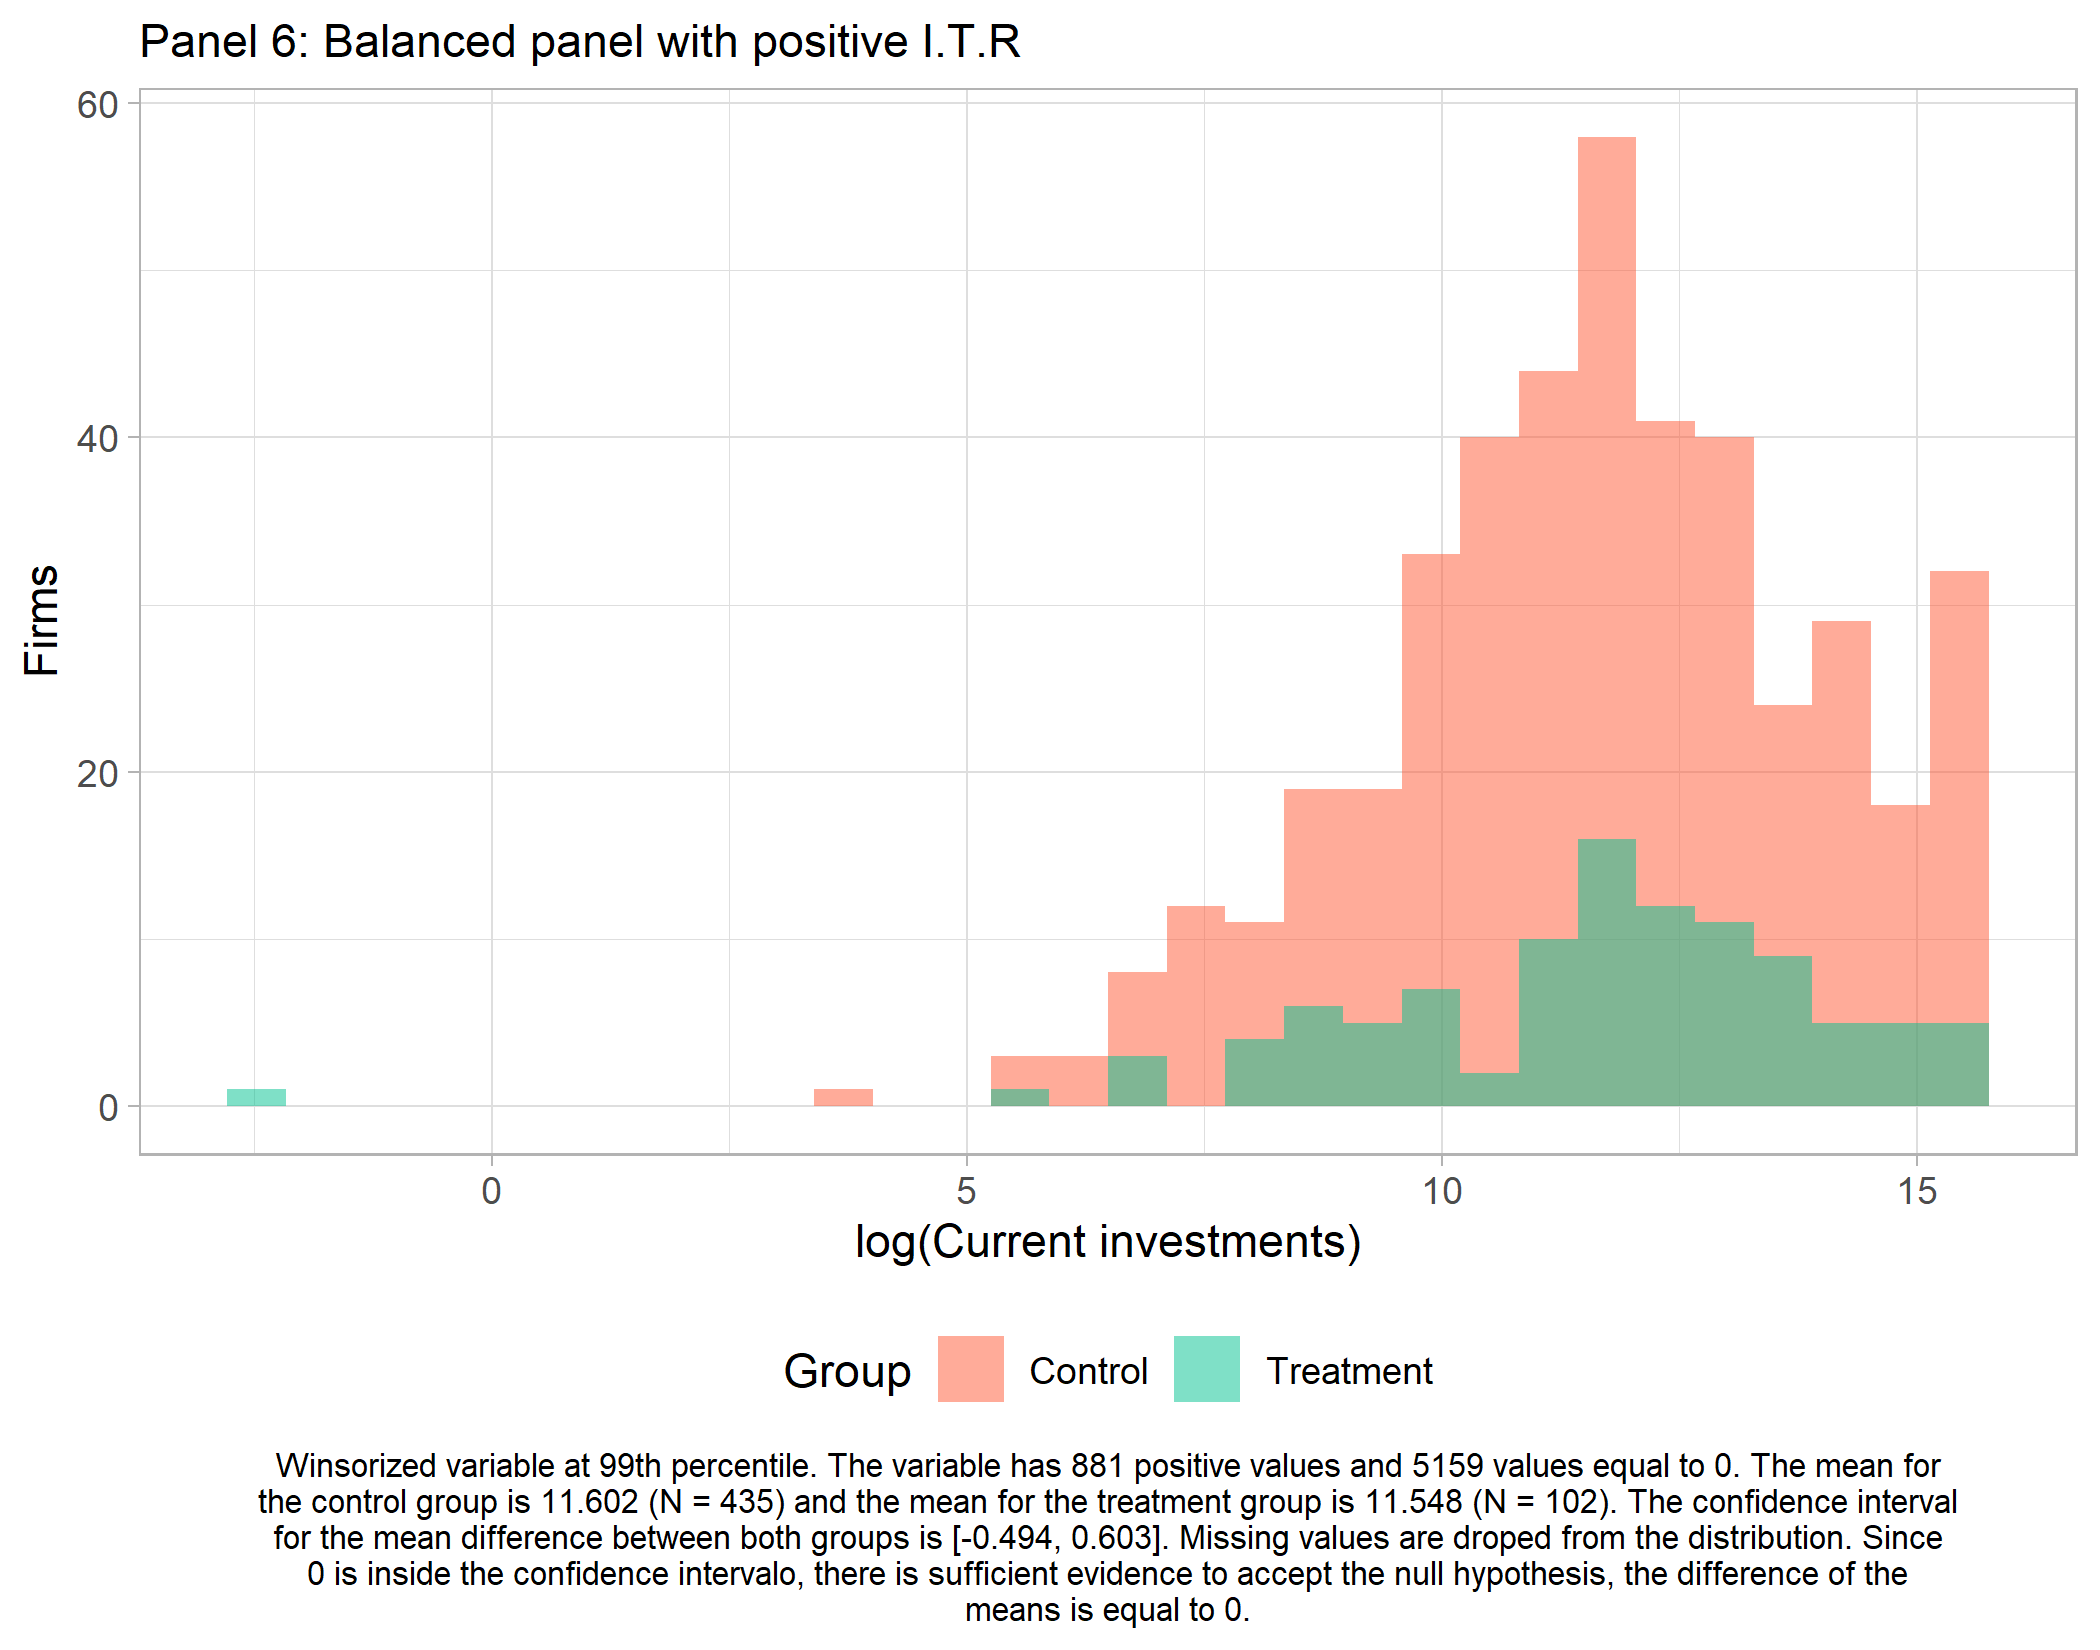 Panel 6: Balanced panel with positive I.T.R
60
40
20
0
Firms
0 5 10 15
log(Current investments)
Group Control Treatment
Winsorized variable at 99th percentile. The variable has 881 positive values and 5159 values equal to 0. The mean for
the control group is 11.602 (N = 435) and the mean for the treatment group is 11.548 (N = 102). The confidence interval
for the mean difference between both groups is [-0.494, 0.603]. Missing values are droped from the distribution. Since
0 is inside the confidence intervalo, there is sufficient evidence to accept the null hypothesis, the difference of the
means is equal to 0.